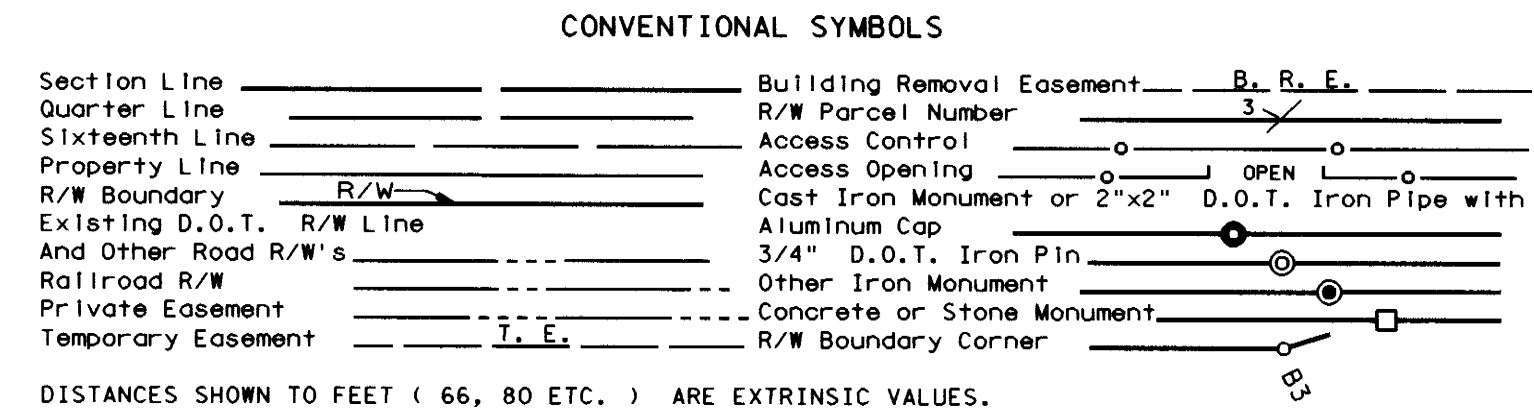 CONVENTIONAL SYMBOLS
Section Line
Quarter Line
Sixteenth Line
Property Line
R/W Boundary R/W
Existing D.O.T. R/W Line
And Other Road R/W's
Railroad R/W
Private Easement
Temporary Easement T. E.
Building Removal Easement B. R. E.
R/W Parcel Number 3
Access Control
Access Opening OPEN
Cast Iron Monument or 2"x2" D.O.T. Iron Pipe with
Aluminum Cap
3/4" D.O.T. Iron Pin
Other Iron Monument
Concrete or Stone Monument
R/W Boundary Corner
B3
DISTANCES SHOWN TO FEET ( 66, 80 ETC. ) ARE EXTRINSIC VALUES.